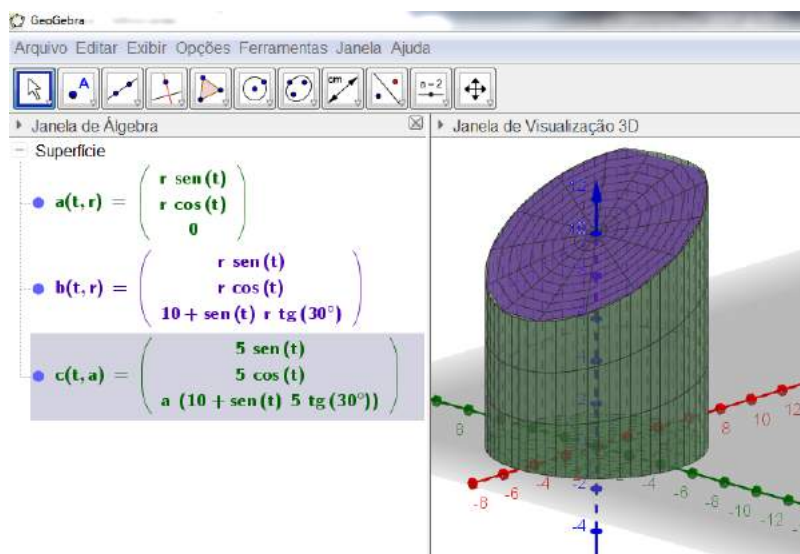 GeoGebra
Arquivo Editar Exibir Opções Ferramentas Janela Ajuda
A
cm
a=2
Janela de Álgebra
Janela de Visualização 3D
Superfície
a(t, r) = ( r sen (t)
r cos (t)
0 )
b(t, r) = ( r sen (t)
r cos (t)
10 + sen (t) r tg (30°) )
c(t, a) = ( 5 sen (t)
5 cos (t)
a (10 + sen (t) 5 tg (30°)) )
12
10
8
8
10
12
-2
-4
-6
-8
-4
-6
-8
-10
-12
-4